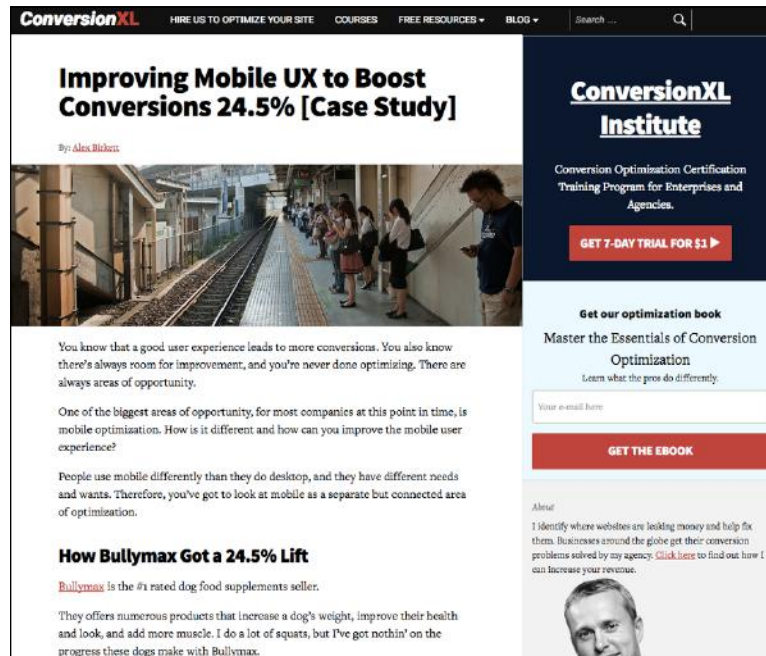 ConversionXL
HIRE US TO OPTIMIZE YOUR SITE
COURSES
FREE RESOURCES
BLOG
Search ...
Improving Mobile UX to Boost
Conversions 24.5% [Case Study]
By: Alex Birkett
You know that a good user experience leads to more conversions. You also know
there's always room for improvement, and you're never done optimizing. There are
always areas of opportunity.
One of the biggest areas of opportunity, for most companies at this point in time, is
mobile optimization. How is it different and how can you improve the mobile user
experience?
People use mobile differently than they do desktop, and they have different needs
and wants. Therefore, you've got to look at mobile as a separate but connected area
of optimization.
How Bullymax Got a 24.5% Lift
Bullymax is the #1 rated dog food supplements seller.
They offers numerous products that increase a dog's weight, improve their health
and look, and add more muscle. I do a lot of squats, but I've got nothin' on the
progress these dogs make with Bullymax.
ConversionXL
Institute
Conversion Optimization Certification
Training Program for Enterprises and
Agencies.
GET 7-DAY TRIAL FOR $1
Get our optimization book
Master the Essentials of Conversion
Optimization
Learn what the pros do differently.
Your e-mail here
GET THE EBOOK
About
I identify where websites are leaking money and help fix
them. Businesses around the globe get their conversion
problems solved by my agency. Click here to find out how I
can increase your revenue.